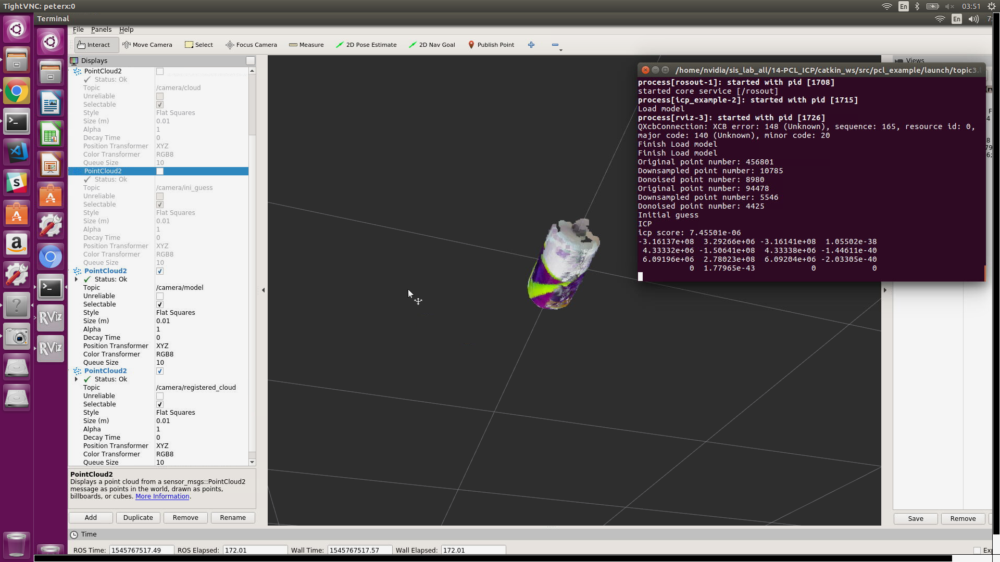 TightVNC: peterx:0
En
03:51
Terminal
En
7:
File Panels Help
Interact
Move Camera
Select
Focus Camera
Measure
2D Pose Estimate
2D Nav Goal
Publish Point
Displays
PointCloud2
Status: Ok
Topic /camera/cloud
Unreliable
Selectable
Style Flat Squares
Size (m) 0.01
Alpha 1
Decay Time 0
Position Transformer XYZ
Color Transformer RGB8
Queue Size 10
PointCloud2
Status: Ok
Topic /camera/ini_guess
Unreliable
Selectable
Style Flat Squares
Size (m) 0.01
Alpha 1
Decay Time 0
Position Transformer XYZ
Color Transformer RGB8
Queue Size 10
PointCloud2
Status: Ok
Topic /camera/model
Unreliable
Selectable
Style Flat Squares
Size (m) 0.01
Alpha 1
Decay Time 0
Position Transformer XYZ
Color Transformer RGB8
Queue Size 10
PointCloud2
Status: Ok
Topic /camera/registered_cloud
Unreliable
Selectable
Style Flat Squares
Size (m) 0.01
Alpha 1
Decay Time 0
Position Transformer XYZ
Color Transformer RGB8
Queue Size 10
PointCloud2
Displays a point cloud from a sensor_msgs::PointCloud2
message as points in the world, drawn as points,
billboards, or cubes. More Information.
Add
Duplicate
Remove
Rename
Views
/home/nvidia/sis_lab_all/14-PCL_ICP/catkin_ws/src/pcl_example/launch/topic3.
process[rosout-1]: started with pid [1708]
started core service [/rosout]
process[icp_example-2]: started with pid [1715]
Load model
process[rviz-3]: started with pid [1726]
QXcbConnection: XCB error: 148 (Unknown), sequence: 165, resource id: 0,
major code: 140 (Unknown), minor code: 20
Finish Load model
Finish Load model
Original point number: 456801
Downsampled point number: 10785
Donoised point number: 8980
Original point number: 94478
Downsampled point number: 5546
Donoised point number: 4425
Initial guess
ICP
icp score: 7.45501e-06
-3.16137e+08 3.29266e+06 -3.16141e+08 1.05502e-38
4.33332e+06 -1.50641e+08 4.33338e+06 -1.44611e-40
6.09196e+06 2.78023e+08 6.09204e+06 -2.03305e-40
0 1.77965e-43 0 0
Save
Remove
RViz
RViz
Time
ROS Time: 1545767517.49 ROS Elapsed: 172.01 Wall Time: 1545767517.57 Wall Elapsed: 172.01